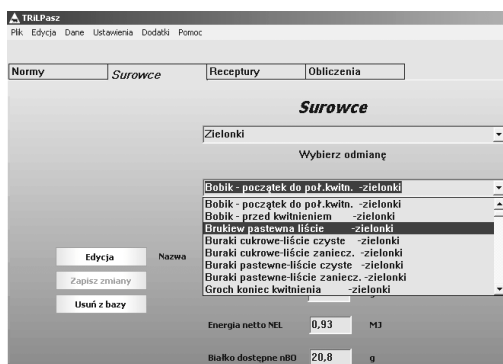 TRiLPasz
Plik Edycja Dane Ustawienia Dodatki Pomoc
Normy Surowce Receptury Obliczenia
Surowce
Zielonki
Wybierz odmianę
Bobik - początek do poł.kwitn. -zielonki
Bobik - początek do poł.kwitn. -zielonki
Bobik - przed kwitnieniem -zielonki
Brukiew pastewna liście -zielonki
Buraki cukrowe-liście czyste -zielonki
Buraki cukrowe-liście zaniecz. -zielonki
Buraki pastewne-liście czyste -zielonki
Buraki pastewne-liście zaniecz. -zielonki
Groch koniec kwitnienia -zielonki
Edycja Nazwa
Zapisz zmiany
Usuń z bazy
Energia netto NEL 0,93 MJ
Białko dostępne nBO 20,8 g